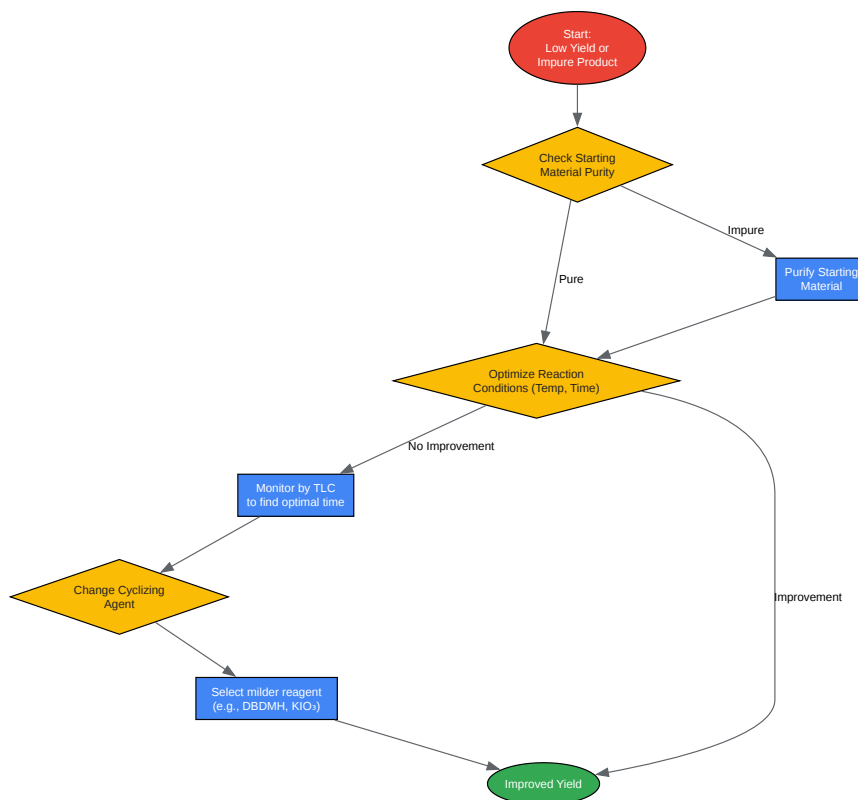 Start:
Low Yield or
Impure Product
Check Starting
Material Purity
Impure
Purify Starting
Material
Pure
Optimize Reaction
Conditions (Temp, Time)
No Improvement
Monitor by TLC
to find optimal time
Change Cyclizing
Agent
Improvement
Select milder reagent
(e.g., DBDMH, KIO₃)
Improved Yield